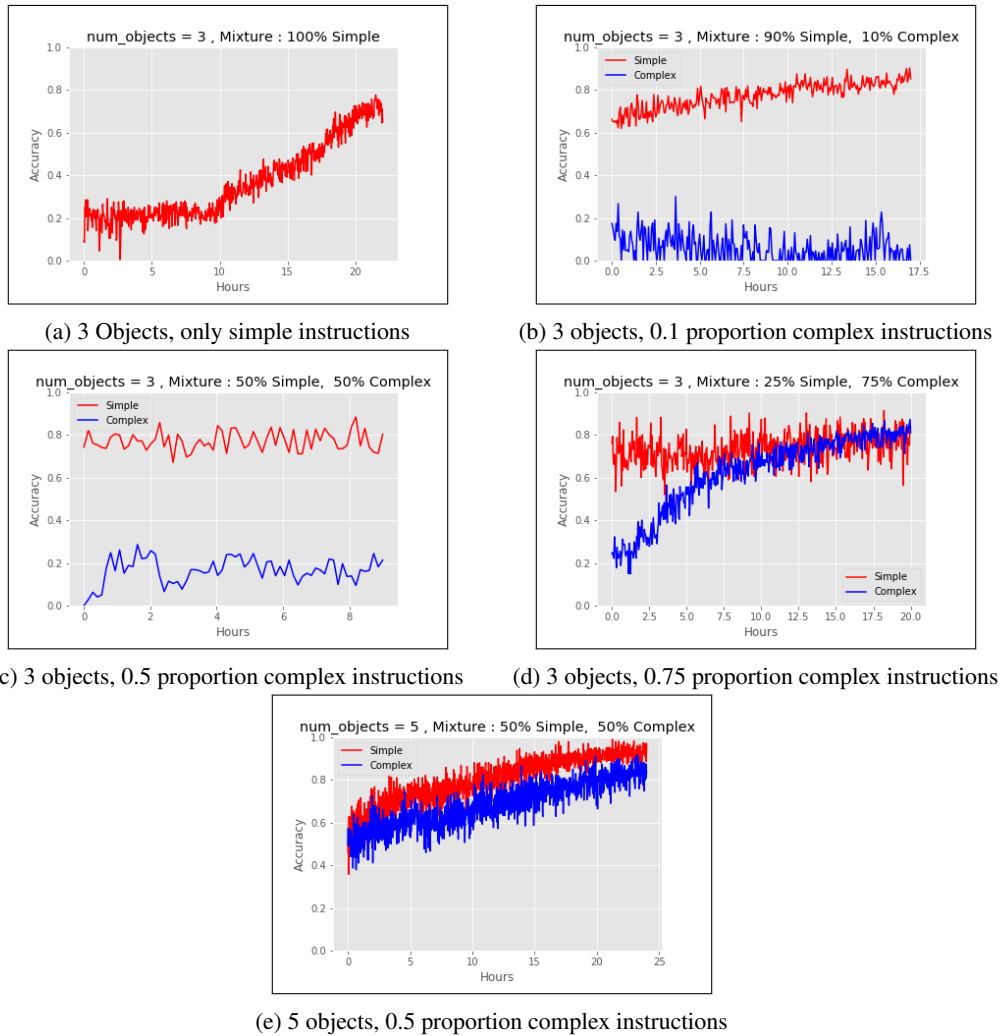 num_objects = 3 , Mixture : 100% Simple
1.0
0.8
0.6
0.4
0.2
0.0
Accuracy
0
5
10
15
20
Hours
(a) 3 Objects, only simple instructions
num_objects = 3 , Mixture : 90% Simple, 10% Complex
Simple
Complex
1.0
0.8
0.6
0.4
0.2
0.0
Accuracy
0.0
2.5
5.0
7.5
10.0
12.5
15.0
17.5
Hours
(b) 3 objects, 0.1 proportion complex instructions
num_objects = 3 , Mixture : 50% Simple, 50% Complex
Simple
Complex
1.0
0.8
0.6
0.4
0.2
0.0
Accuracy
0
2
4
6
8
Hours
c) 3 objects, 0.5 proportion complex instructions
num_objects = 3 , Mixture : 25% Simple, 75% Complex
1.0
0.8
0.6
0.4
0.2
0.0
Accuracy
Simple
Complex
0.0
2.5
5.0
7.5
10.0
12.5
15.0
17.5
20.0
Hours
(d) 3 objects, 0.75 proportion complex instructions
num_objects = 5 , Mixture : 50% Simple, 50% Complex
Simple
Complex
1.0
0.8
0.6
0.4
0.2
0.0
Accuracy
0
5
10
15
20
25
Hours
(e) 5 objects, 0.5 proportion complex instructions